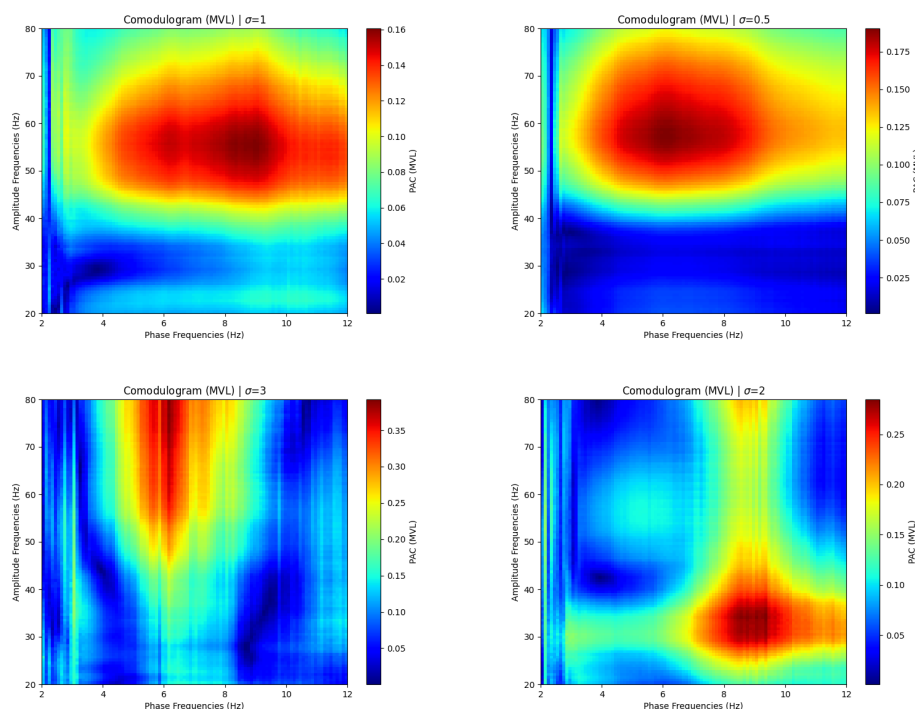 Comodulogram (MVL) | σ=1
80
70
60
50
40
30
20
Amplitude Frequencies (Hz)
2 4 6 8 10 12
Phase Frequencies (Hz)
0.16
0.14
0.12
0.10
0.08
0.06
0.04
0.02
PAC (MVL)
Comodulogram (MVL) | σ=0.5
80
70
60
50
40
30
20
Amplitude Frequencies (Hz)
2 4 6 8 10 12
Phase Frequencies (Hz)
0.175
0.150
0.125
0.100
0.075
0.050
0.025
Comodulogram (MVL) | σ=3
80
70
60
50
40
30
20
Amplitude Frequencies (Hz)
2 4 6 8 10 12
Phase Frequencies (Hz)
0.35
0.30
0.25
0.20
0.15
0.10
0.05
PAC (MVL)
Comodulogram (MVL) | σ=2
80
70
60
50
40
30
20
Amplitude Frequencies (Hz)
2 4 6 8 10 12
Phase Frequencies (Hz)
0.25
0.20
0.15
0.10
0.05
PAC (MVL)